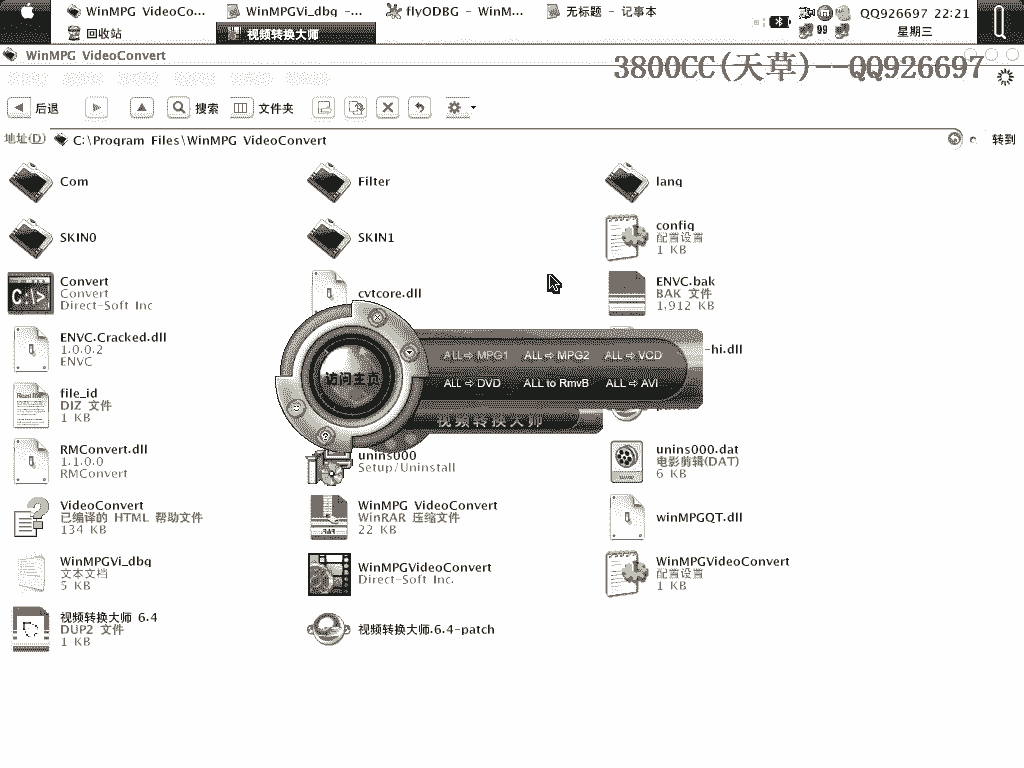 WinMPG VideoCo...
WinMPGVi_dbg -...
flyODBG - WinM...
无标题 - 记事本
QQ926697 22:21
回收站
视频转换大师
99
星期三
WinMPG VideoConvert
3800CC(天草)--QQ926697
后退
搜索
文件夹
地址(D)
C:\Program Files\WinMPG VideoConvert
转到
Com
Filter
lang
SKIN0
SKIN1
config
配置设置
1 KB
Convert
Convert
Direct-Soft Inc
cvtcore.dll
ENVC.bak
BAK 文件
1,912 KB
ENVC.Cracked.dll
1.0.0.2
ENVC
-hi.dll
访问主页
ALL⇨MPG1
ALL⇨MPG2
ALL⇨VCD
ALL⇨DVD
ALL to RmvB
ALL⇨AVI
视频转换大师
file_id
DIZ 文件
1 KB
RMConvert.dll
1.1.0.0
RMConvert
unins000
Setup/Uninstall
unins000.dat
电影剪辑(DAT)
6 KB
VideoConvert
已编译的 HTML 帮助文件
134 KB
WinMPG VideoConvert
WinRAR 压缩文件
22 KB
winMPGQT.dll
WinMPGVi_dbg
文本文档
5 KB
WinMPGVideoConvert
Direct-Soft Inc.
WinMPGVideoConvert
配置设置
1 KB
视频转换大师 6.4
DUP2 文件
1 KB
视频转换大师.6.4-patch